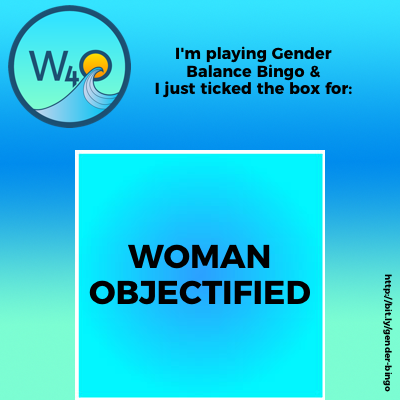 W4O
I'm playing Gender
Balance Bingo &
I just ticked the box for:
WOMAN
OBJECTIFIED
http://bit.ly/gender-bingo